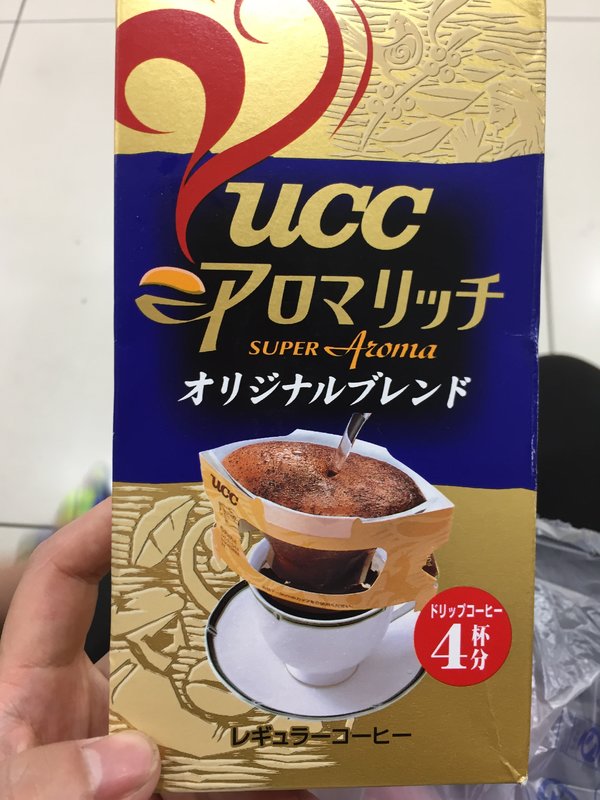 UCC
アロマリッチ
SUPER Aroma
オリジナルブレンド
UCC
ドリップコーヒー
4杯分
レギュラーコーヒー